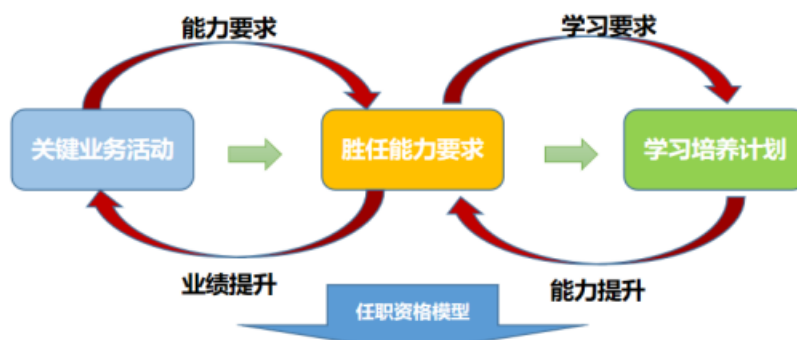 能力要求
学习要求
关键业务活动
胜任能力要求
学习培养计划
业绩提升
能力提升
任职资格模型